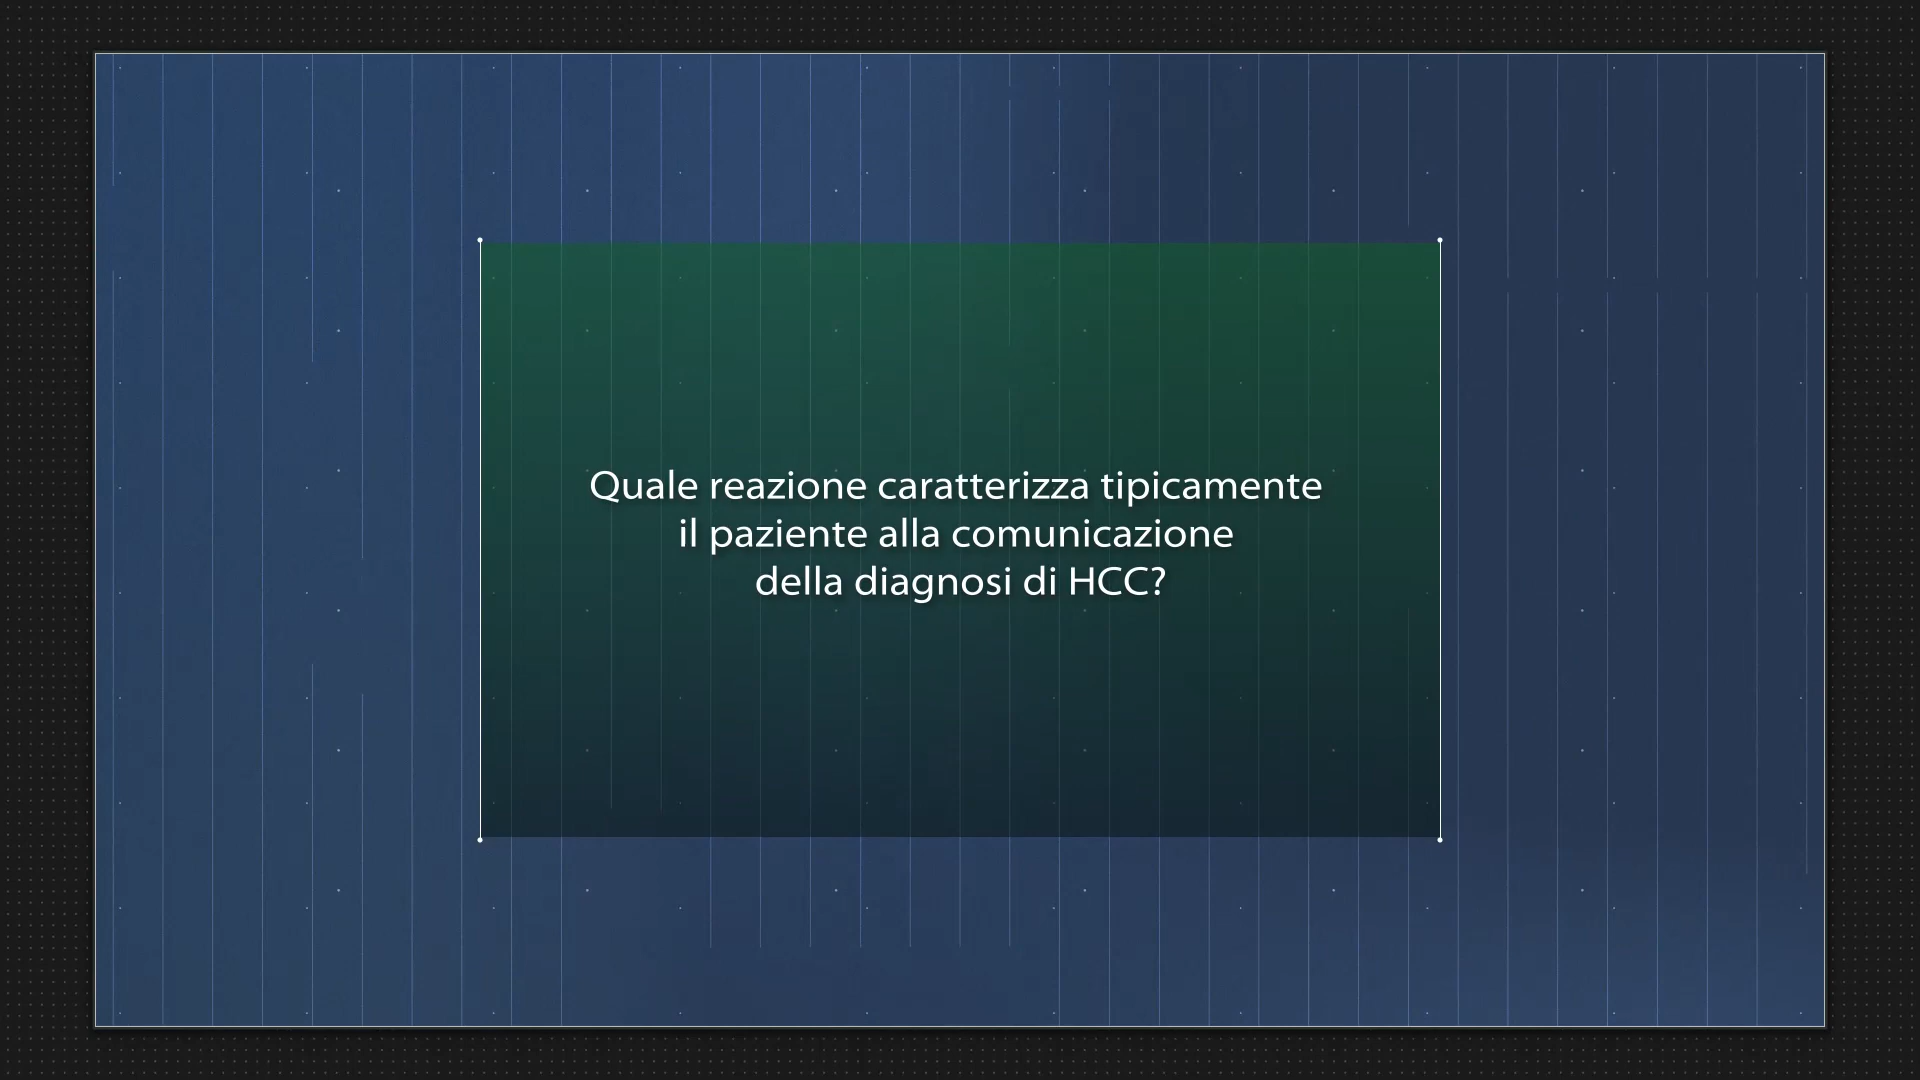 Quale reazione caratterizza tipicamente
il paziente alla comunicazione
della diagnosi di HCC?